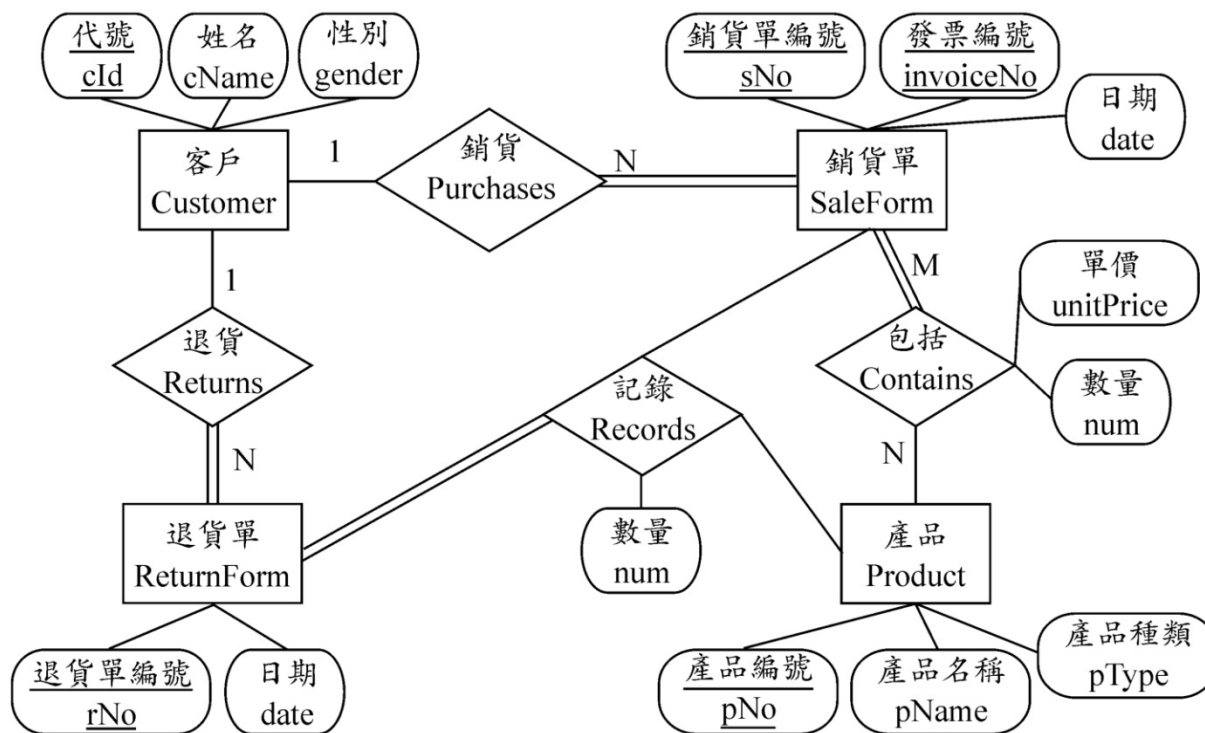 代號
cId
姓名
cName
性別
gender
銷貨單編號
sNo
發票編號
invoiceNo
日期
date
客戶
Customer
1
銷貨
Purchases
N
銷貨單
SaleForm
1
M
單價
unitPrice
退貨
Returns
包括
Contains
記錄
Records
數量
num
N
N
退貨單
ReturnForm
數量
num
產品
Product
退貨單編號
rNo
日期
date
產品編號
pNo
產品名稱
pName
產品種類
pType